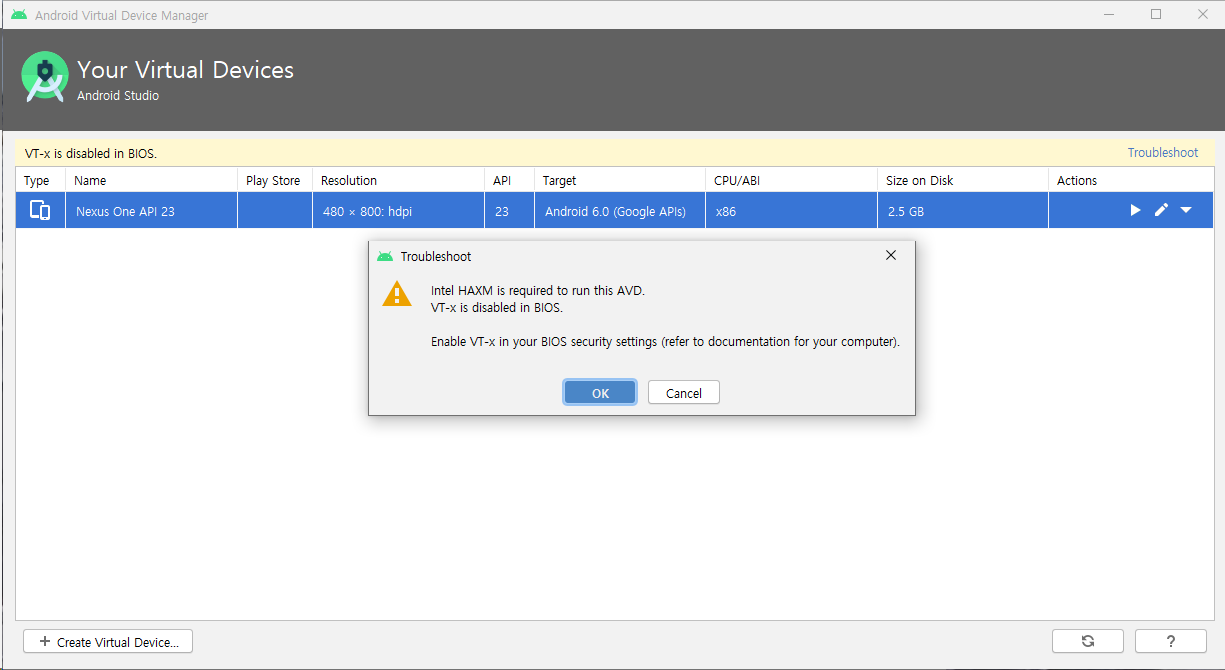 Android Virtual Device Manager
Your Virtual Devices
Android Studio
VT-x is disabled in BIOS. Troubleshoot
Type Name Play Store Resolution API Target CPU/ABI Size on Disk Actions
Nexus One API 23 480 × 800: hdpi 23 Android 6.0 (Google APIs) x86 2.5 GB
Troubleshoot
Intel HAXM is required to run this AVD.
VT-x is disabled in BIOS.
Enable VT-x in your BIOS security settings (refer to documentation for your computer).
OK Cancel
+ Create Virtual Device... ?